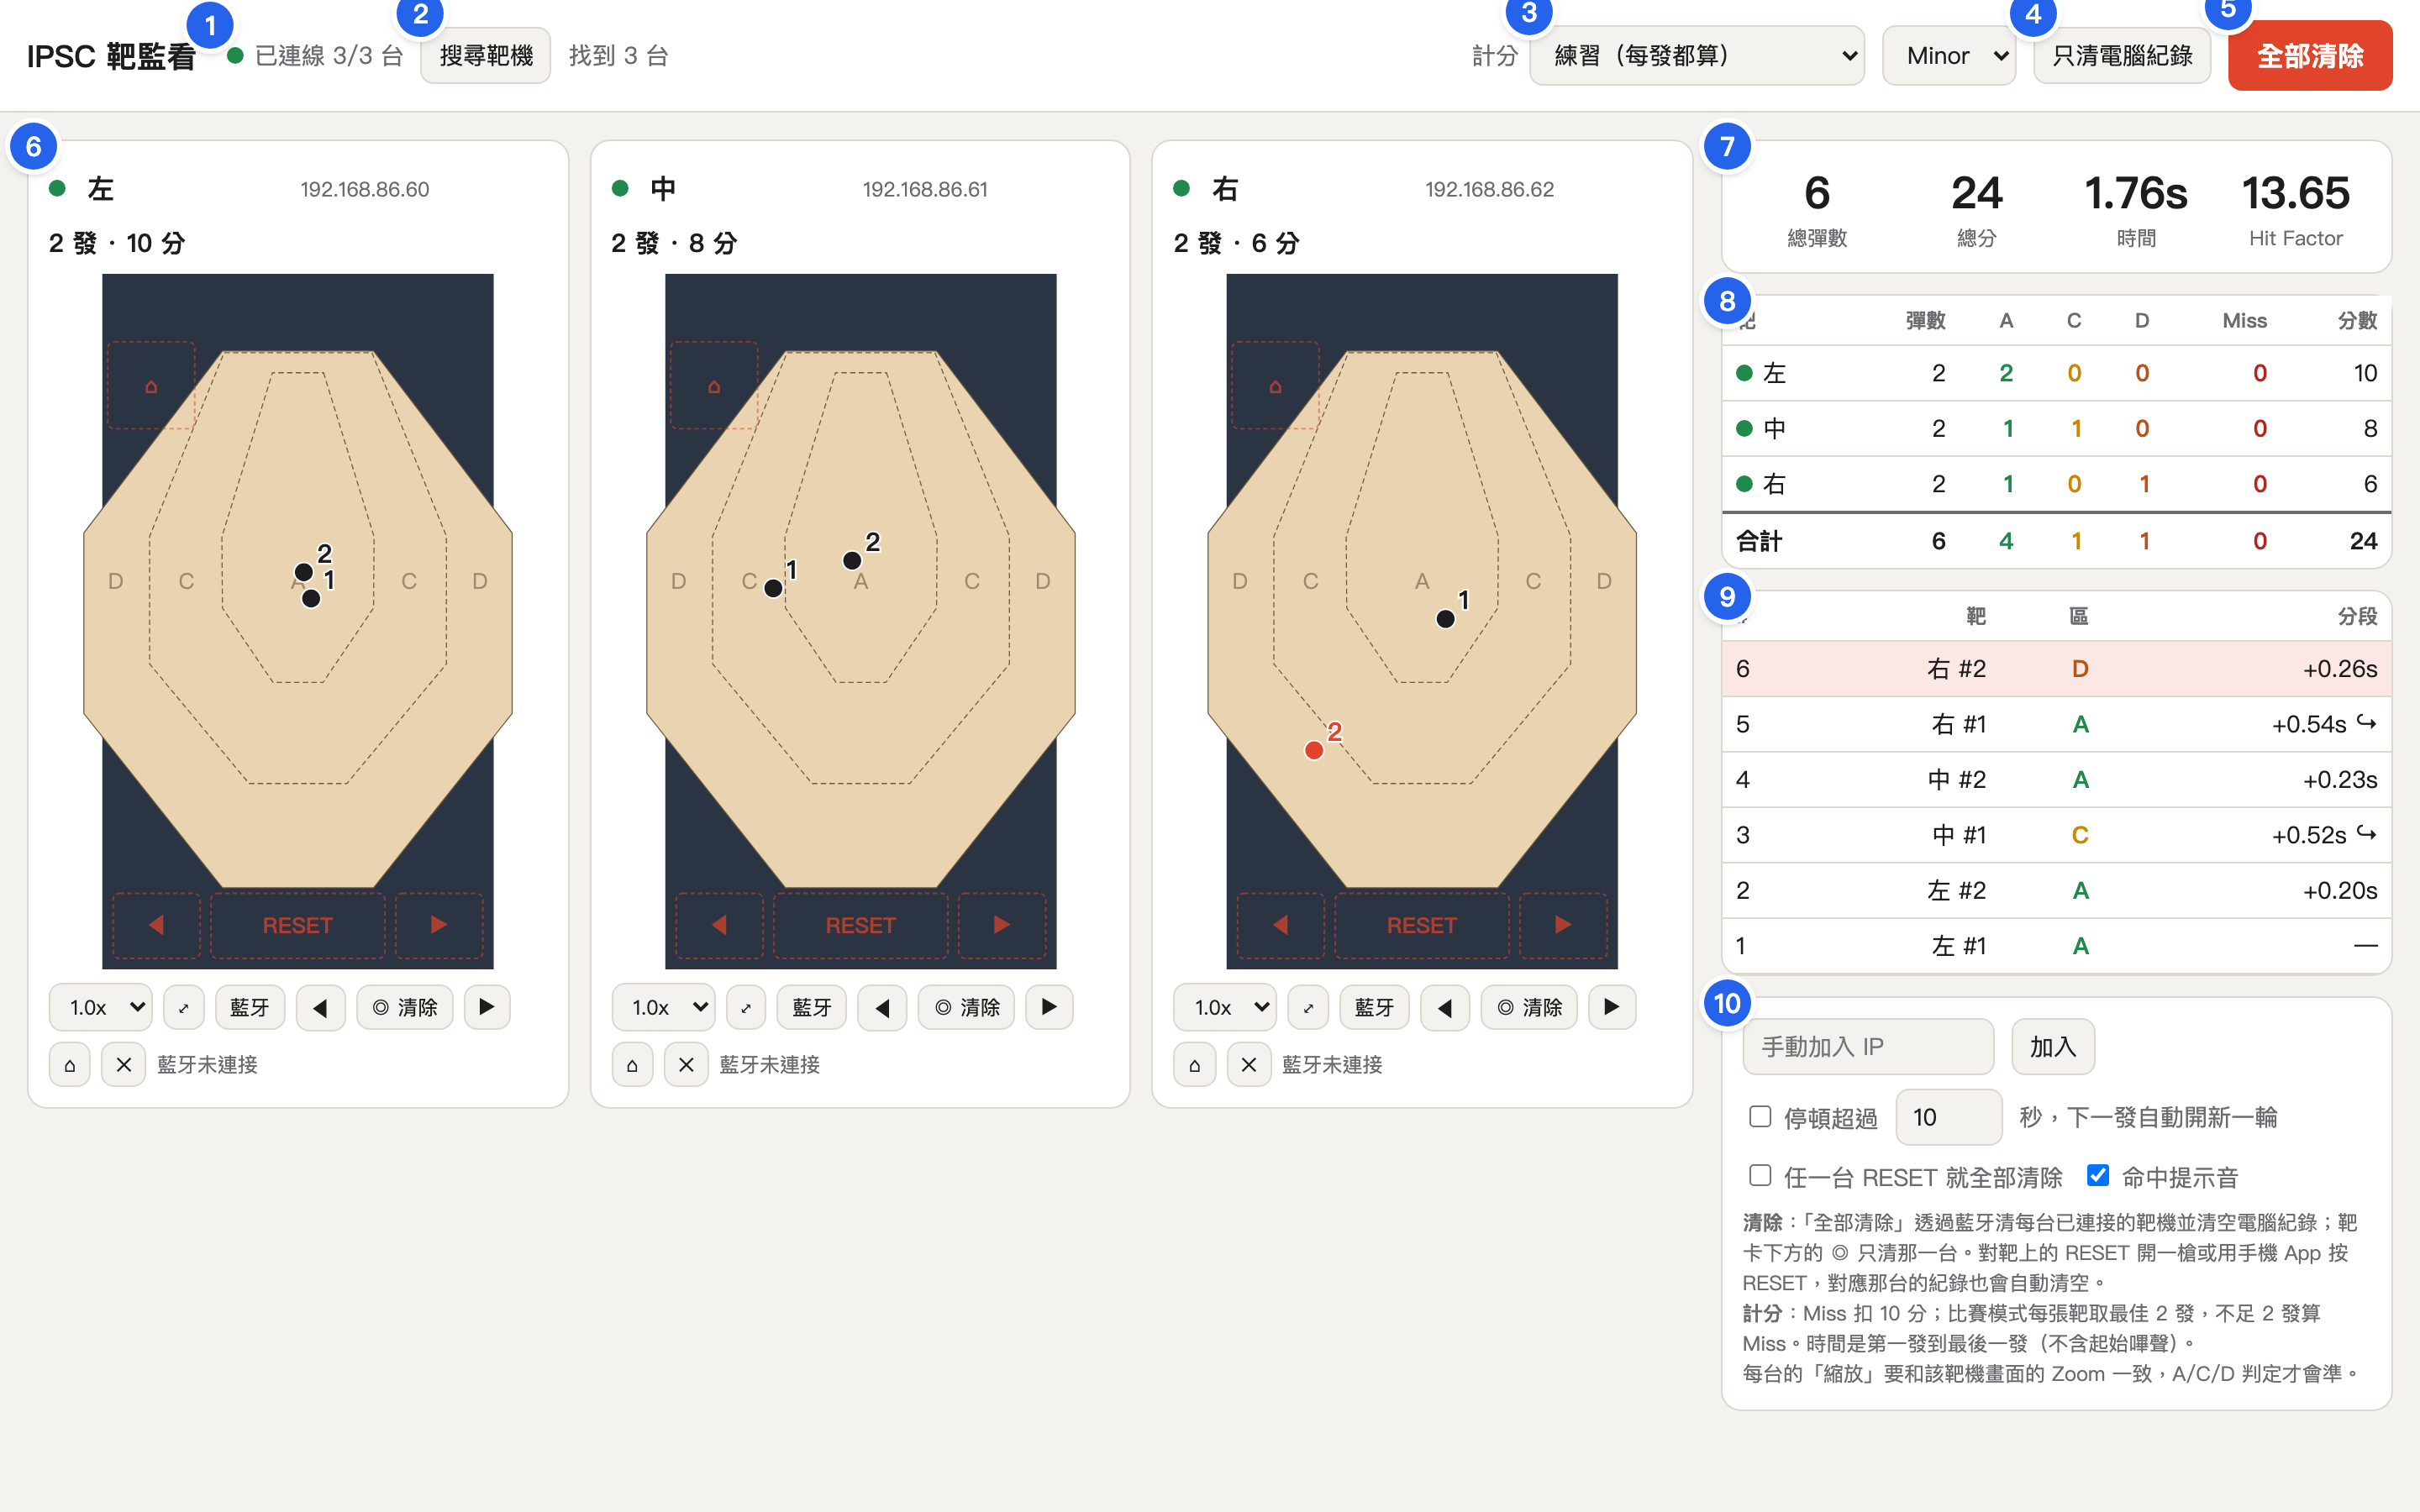 IPSC 靶監看 1 已連線 3/3 台 2 搜尋靶機 找到 3 台 計分 3 練習（每發都算） Minor 4 只清電腦紀錄 5 全部清除
6
左 192.168.86.60
2 發 · 10 分
2
1
D C A C D
RESET
1.0x 藍牙 清除
藍牙未連接
中 192.168.86.61
2 發 · 8 分
2
1
D C A C D
RESET
1.0x 藍牙 清除
藍牙未連接
右 192.168.86.62
2 發 · 6 分
1
D C A C D
2
RESET
1.0x 藍牙 清除
藍牙未連接
7
6 24 1.76s 13.65
總彈數 總分 時間 Hit Factor
8
彈數 A C D Miss 分數
左 2 2 0 0 0 10
中 2 1 1 0 0 8
右 2 1 0 1 0 6
合計 6 4 1 1 0 24
9
靶 區 分段
6 右 #2 D +0.26s
5 右 #1 A +0.54s ↪
4 中 #2 A +0.23s
3 中 #1 C +0.52s ↪
2 左 #2 A +0.20s
1 左 #1 A —
10
手動加入 IP 加入
停頓超過 10 秒，下一發自動開新一輪
任一台 RESET 就全部清除 命中提示音
清除：「全部清除」透過藍牙清每台已連接的靶機並清空電腦紀錄；靶
卡下方的 ◎ 只清那一台。對靶上的 RESET 開一槍或用手機 App 按
RESET，對應那台的紀錄也會自動清空。
計分：Miss 扣 10 分；比賽模式每張靶取最佳 2 發，不足 2 發算
Miss。時間是第一發到最後一發（不含起始嗶聲）。
每台的「縮放」要和該靶機畫面的 Zoom 一致，A/C/D 判定才會準。